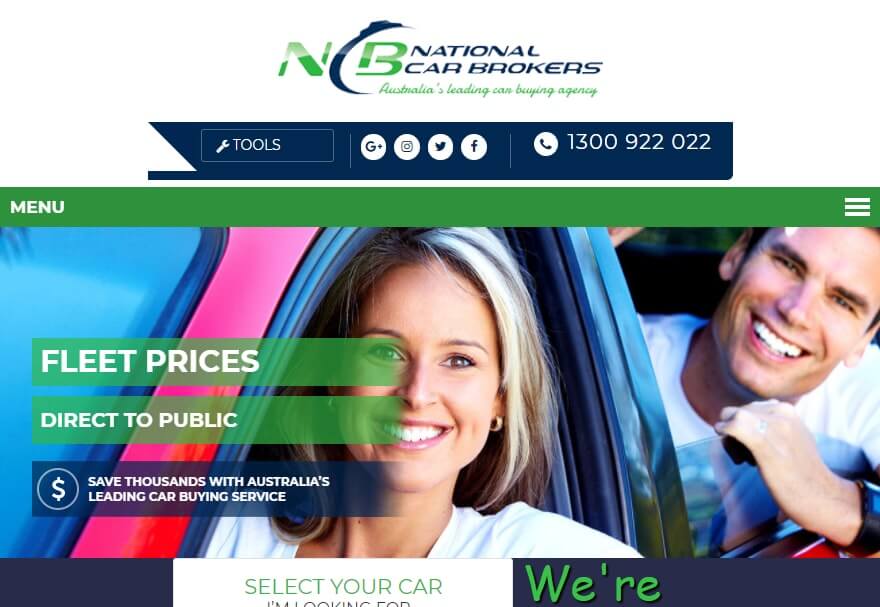 NCB NATIONAL
CAR BROKERS
Australia's leading car buying agency
TOOLS
G+
1300 922 022
MENU
FLEET PRICES
DIRECT TO PUBLIC
$ SAVE THOUSANDS WITH AUSTRALIA'S
LEADING CAR BUYING SERVICE
SELECT YOUR CAR
I'M LOOKING FOR
We're